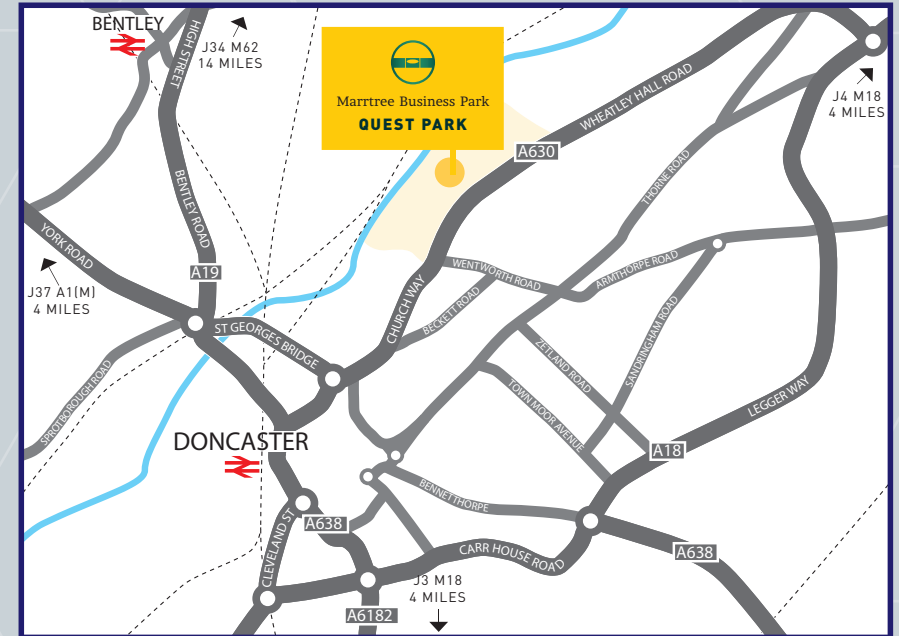 BENTLEY
HIGH STREET
J34 M62
14 MILES
Marrtree Business Park
QUEST PARK
WHEATLEY HALL ROAD
J4 M18
4 MILES
A630
THORNE ROAD
BENTLEY ROAD
YORK ROAD
A19
J37 A1(M)
4 MILES
WENTWORTH ROAD
ARMTHORPE ROAD
CHURCH WAY
BECKETT ROAD
ST GEORGES BRIDGE
SANDRINGHAM ROAD
ZETLAND ROAD
SPROTBOROUGH ROAD
TOWN MOOR AVENUE
LEGGER WAY
DONCASTER
A18
BENNETTHORPE
A638
CLEVELAND ST
CARR HOUSE ROAD
A638
J3 M18
4 MILES
A6182